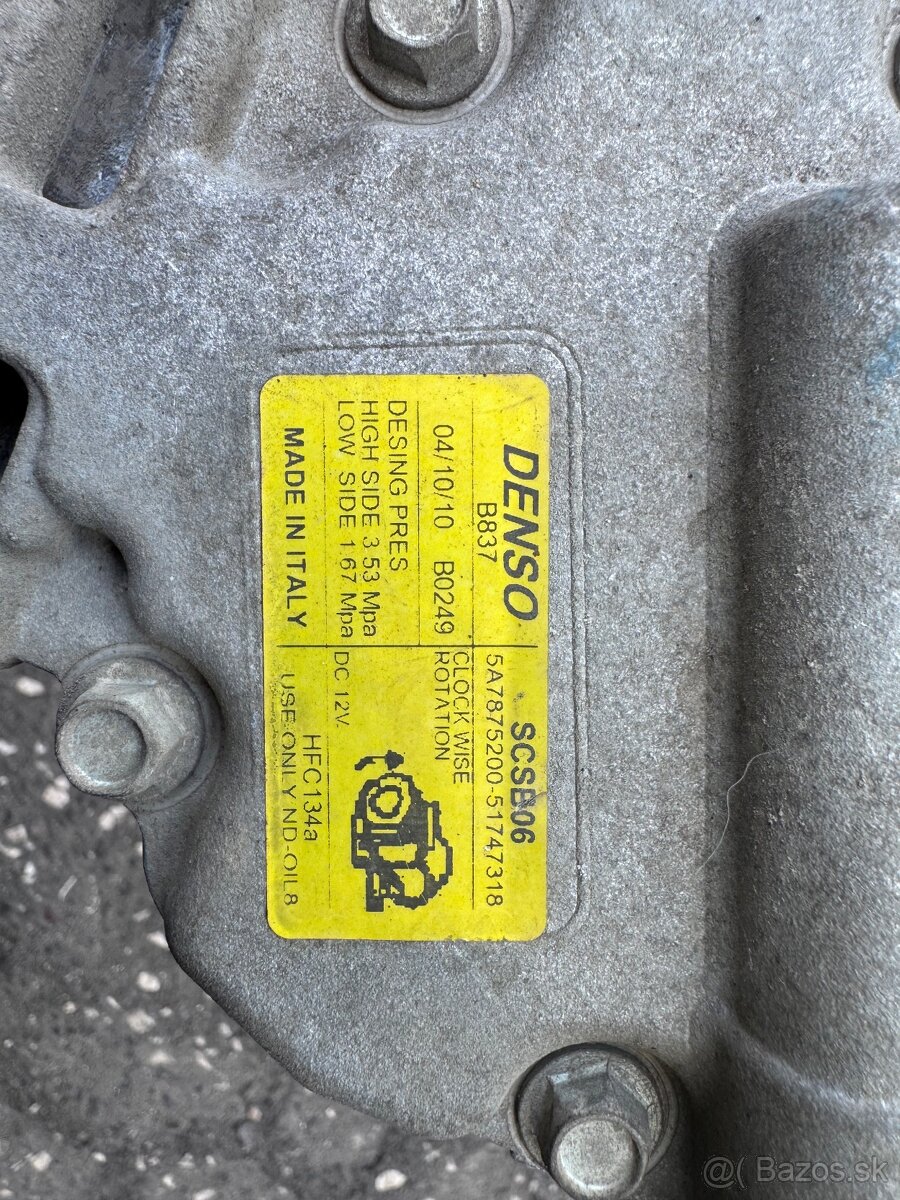 DENSO
B837
04/10/10 B0249
DESING PRES
HIGH SIDE 3.53 Mpa
LOW SIDE 1.67 Mpa
MADE IN ITALY
SCSB06
5A7875200-51747318
CLOCK WISE
ROTATION
DC 12V.
HFC134a
USE ONLY ND-OIL8
@( Bazos.sk